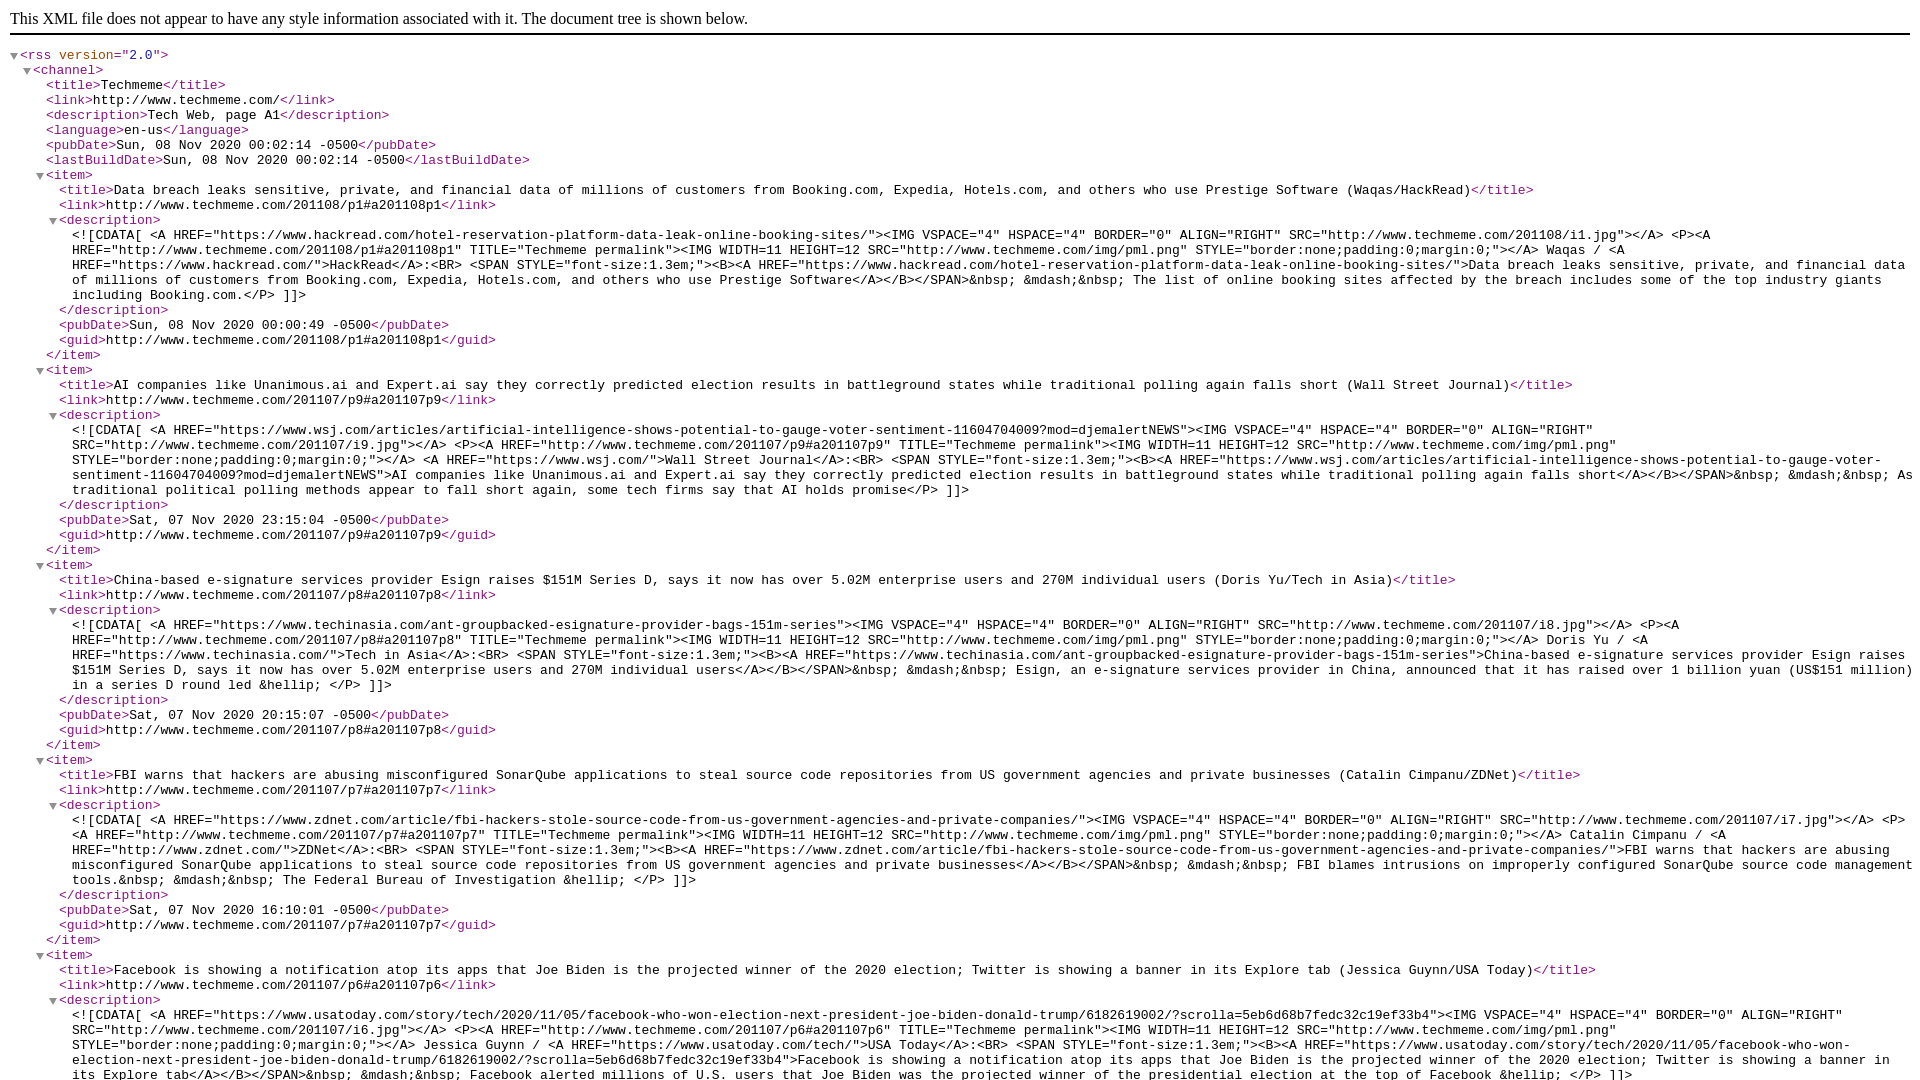 This XML file does not appear to have any style information associated with it. The document tree is shown below.
<rss version="2.0">
<channel>
<title>Techmeme</title>
<link>http://www.techmeme.com/</link>
<description>Tech Web, page A1</description>
<language>en-us</language>
<pubDate>Sun, 08 Nov 2020 00:02:14 -0500</pubDate>
<lastBuildDate>Sun, 08 Nov 2020 00:02:14 -0500</lastBuildDate>
<item>
<title>Data breach leaks sensitive, private, and financial data of millions of customers from Booking.com, Expedia, Hotels.com, and others who use Prestige Software (Waqas/HackRead)</title>
<link>http://www.techmeme.com/201108/p1#a201108p1</link>
<description>
<![CDATA[ <A HREF="https://www.hackread.com/hotel-reservation-platform-data-leak-online-booking-sites/"><IMG VSPACE="4" HSPACE="4" BORDER="0" ALIGN="RIGHT" SRC="http://www.techmeme.com/201108/i1.jpg"></A> <P><A
HREF="http://www.techmeme.com/201108/p1#a201108p1" TITLE="Techmeme permalink"><IMG WIDTH=11 HEIGHT=12 SRC="http://www.techmeme.com/img/pml.png" STYLE="border:none;padding:0;margin:0;"></A> Waqas / <A
HREF="https://www.hackread.com/">HackRead</A>:<BR> <SPAN STYLE="font-size:1.3em;"><B><A HREF="https://www.hackread.com/hotel-reservation-platform-data-leak-online-booking-sites/">Data breach leaks sensitive, private, and financial data
of millions of customers from Booking.com, Expedia, Hotels.com, and others who use Prestige Software</A></B></SPAN>&nbsp; &mdash;&nbsp; The list of online booking sites affected by the breach includes some of the top industry giants
including Booking.com.</P> ]]>
</description>
<pubDate>Sun, 08 Nov 2020 00:00:49 -0500</pubDate>
<guid>http://www.techmeme.com/201108/p1#a201108p1</guid>
</item>
<item>
<title>AI companies like Unanimous.ai and Expert.ai say they correctly predicted election results in battleground states while traditional polling again falls short (Wall Street Journal)</title>
<link>http://www.techmeme.com/201107/p9#a201107p9</link>
<description>
<![CDATA[ <A HREF="https://www.wsj.com/articles/artificial-intelligence-shows-potential-to-gauge-voter-sentiment-11604704009?mod=djemalertNEWS"><IMG VSPACE="4" HSPACE="4" BORDER="0" ALIGN="RIGHT"
SRC="http://www.techmeme.com/201107/i9.jpg"></A> <P><A HREF="http://www.techmeme.com/201107/p9#a201107p9" TITLE="Techmeme permalink"><IMG WIDTH=11 HEIGHT=12 SRC="http://www.techmeme.com/img/pml.png"
STYLE="border:none;padding:0;margin:0;"></A> <A HREF="https://www.wsj.com/">Wall Street Journal</A>:<BR> <SPAN STYLE="font-size:1.3em;"><B><A HREF="https://www.wsj.com/articles/artificial-intelligence-shows-potential-to-gauge-voter-
sentiment-11604704009?mod=djemalertNEWS">AI companies like Unanimous.ai and Expert.ai say they correctly predicted election results in battleground states while traditional polling again falls short</A></B></SPAN>&nbsp; &mdash;&nbsp; As
traditional political polling methods appear to fall short again, some tech firms say that AI holds promise</P> ]]>
</description>
<pubDate>Sat, 07 Nov 2020 23:15:04 -0500</pubDate>
<guid>http://www.techmeme.com/201107/p9#a201107p9</guid>
</item>
<item>
<title>China-based e-signature services provider Esign raises $151M Series D, says it now has over 5.02M enterprise users and 270M individual users (Doris Yu/Tech in Asia)</title>
<link>http://www.techmeme.com/201107/p8#a201107p8</link>
<description>
<![CDATA[ <A HREF="https://www.techinasia.com/ant-groupbacked-esignature-provider-bags-151m-series"><IMG VSPACE="4" HSPACE="4" BORDER="0" ALIGN="RIGHT" SRC="http://www.techmeme.com/201107/i8.jpg"></A> <P><A
HREF="http://www.techmeme.com/201107/p8#a201107p8" TITLE="Techmeme permalink"><IMG WIDTH=11 HEIGHT=12 SRC="http://www.techmeme.com/img/pml.png" STYLE="border:none;padding:0;margin:0;"></A> Doris Yu / <A
HREF="https://www.techinasia.com/">Tech in Asia</A>:<BR> <SPAN STYLE="font-size:1.3em;"><B><A HREF="https://www.techinasia.com/ant-groupbacked-esignature-provider-bags-151m-series">China-based e-signature services provider Esign raises
$151M Series D, says it now has over 5.02M enterprise users and 270M individual users</A></B></SPAN>&nbsp; &mdash;&nbsp; Esign, an e-signature services provider in China, announced that it has raised over 1 billion yuan (US$151 million)
in a series D round led &hellip; </P> ]]>
</description>
<pubDate>Sat, 07 Nov 2020 20:15:07 -0500</pubDate>
<guid>http://www.techmeme.com/201107/p8#a201107p8</guid>
</item>
<item>
<title>FBI warns that hackers are abusing misconfigured SonarQube applications to steal source code repositories from US government agencies and private businesses (Catalin Cimpanu/ZDNet)</title>
<link>http://www.techmeme.com/201107/p7#a201107p7</link>
<description>
<![CDATA[ <A HREF="https://www.zdnet.com/article/fbi-hackers-stole-source-code-from-us-government-agencies-and-private-companies/"><IMG VSPACE="4" HSPACE="4" BORDER="0" ALIGN="RIGHT" SRC="http://www.techmeme.com/201107/i7.jpg"></A> <P>
<A HREF="http://www.techmeme.com/201107/p7#a201107p7" TITLE="Techmeme permalink"><IMG WIDTH=11 HEIGHT=12 SRC="http://www.techmeme.com/img/pml.png" STYLE="border:none;padding:0;margin:0;"></A> Catalin Cimpanu / <A
HREF="http://www.zdnet.com/">ZDNet</A>:<BR> <SPAN STYLE="font-size:1.3em;"><B><A HREF="https://www.zdnet.com/article/fbi-hackers-stole-source-code-from-us-government-agencies-and-private-companies/">FBI warns that hackers are abusing
misconfigured SonarQube applications to steal source code repositories from US government agencies and private businesses</A></B></SPAN>&nbsp; &mdash;&nbsp; FBI blames intrusions on improperly configured SonarQube source code management
tools.&nbsp; &mdash;&nbsp; The Federal Bureau of Investigation &hellip; </P> ]]>
</description>
<pubDate>Sat, 07 Nov 2020 16:10:01 -0500</pubDate>
<guid>http://www.techmeme.com/201107/p7#a201107p7</guid>
</item>
<item>
<title>Facebook is showing a notification atop its apps that Joe Biden is the projected winner of the 2020 election; Twitter is showing a banner in its Explore tab (Jessica Guynn/USA Today)</title>
<link>http://www.techmeme.com/201107/p6#a201107p6</link>
<description>
<![CDATA[ <A HREF="https://www.usatoday.com/story/tech/2020/11/05/facebook-who-won-election-next-president-joe-biden-donald-trump/6182619002/?scrolla=5eb6d68b7fedc32c19ef33b4"><IMG VSPACE="4" HSPACE="4" BORDER="0" ALIGN="RIGHT"
SRC="http://www.techmeme.com/201107/i6.jpg"></A> <P><A HREF="http://www.techmeme.com/201107/p6#a201107p6" TITLE="Techmeme permalink"><IMG WIDTH=11 HEIGHT=12 SRC="http://www.techmeme.com/img/pml.png"
STYLE="border:none;padding:0;margin:0;"></A> Jessica Guynn / <A HREF="https://www.usatoday.com/tech/">USA Today</A>:<BR> <SPAN STYLE="font-size:1.3em;"><B><A HREF="https://www.usatoday.com/story/tech/2020/11/05/facebook-who-won-
election-next-president-joe-biden-donald-trump/6182619002/?scrolla=5eb6d68b7fedc32c19ef33b4">Facebook is showing a notification atop its apps that Joe Biden is the projected winner of the 2020 election; Twitter is showing a banner in
its Explore tab</A></B></SPAN>&nbsp; &mdash;&nbsp; Facebook alerted millions of U.S. users that Joe Biden was the projected winner of the presidential election at the top of Facebook &hellip; </P> ]]>